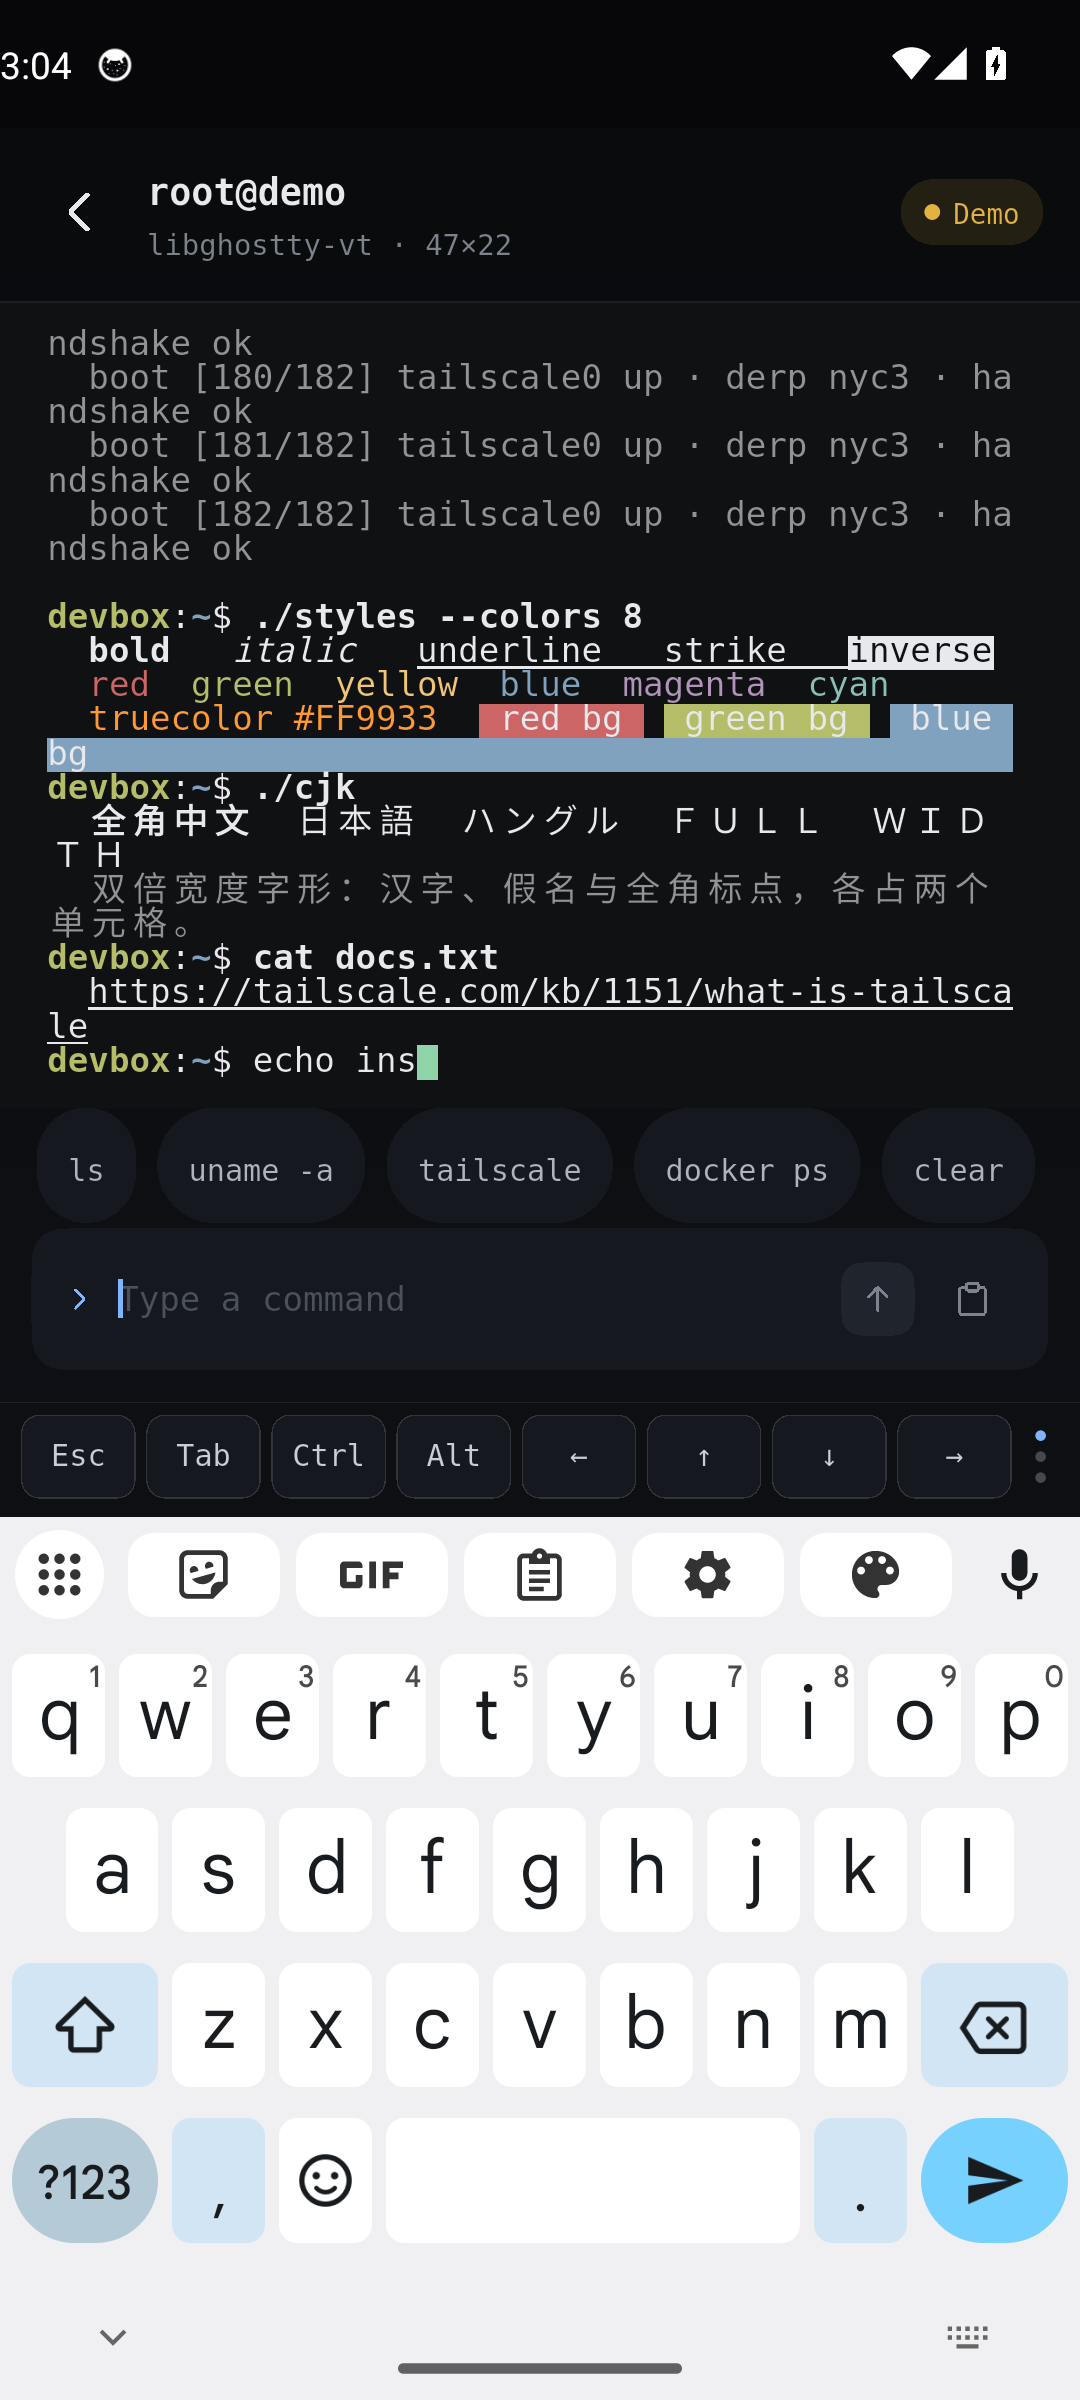 3:04
root@demo
libghostty-vt · 47×22
Demo
ndshake ok
boot [180/182] tailscale0 up · derp nyc3 · ha
ndshake ok
boot [181/182] tailscale0 up · derp nyc3 · ha
ndshake ok
boot [182/182] tailscale0 up · derp nyc3 · ha
ndshake ok
devbox:~$ ./styles --colors 8
bold italic underline strike inverse
red green yellow blue magenta cyan
truecolor #FF9933 red bg green bg blue
bg
devbox:~$ ./cjk
全角中文 日本語 ハングル ＦＵＬＬ ＷＩＤ
ＴＨ
双倍宽度字形：汉字、假名与全角标点，各占两个
单元格。
devbox:~$ cat docs.txt
https://tailscale.com/kb/1151/what-is-tailsca
le
devbox:~$ echo ins
ls uname -a tailscale docker ps clear
Type a command
Esc Tab Ctrl Alt ← ↑ ↓ →
GIF
1 2 3 4 5 6 7 8 9 0
q w e r t y u i o p
a s d f g h j k l
z x c v b n m
?123 , .